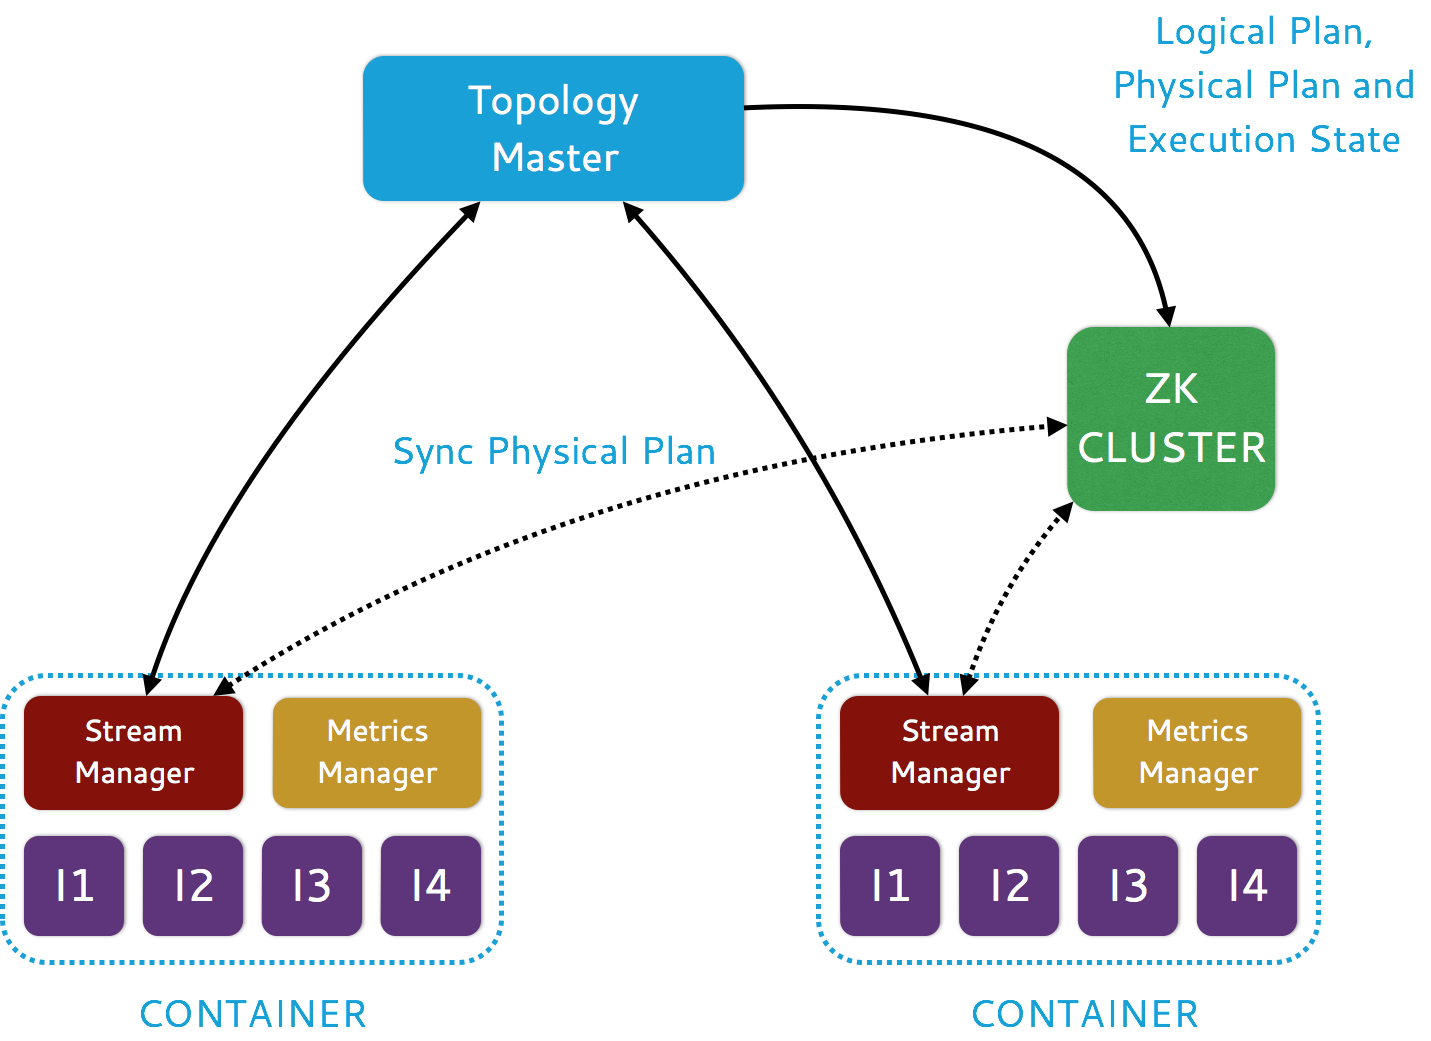 Logical Plan,
Physical Plan and
Execution State
Topology
Master
ZK
CLUSTER
Sync Physical Plan
Stream
Manager
Metrics
Manager
I1
I2
I3
I4
CONTAINER
Stream
Manager
Metrics
Manager
I1
I2
I3
I4
CONTAINER